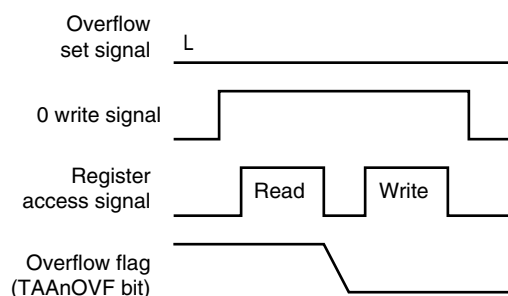 Overflow
set signal
L
0 write signal
Register
access signal
Read
Write
Overflow flag
(TAAnOVF bit)